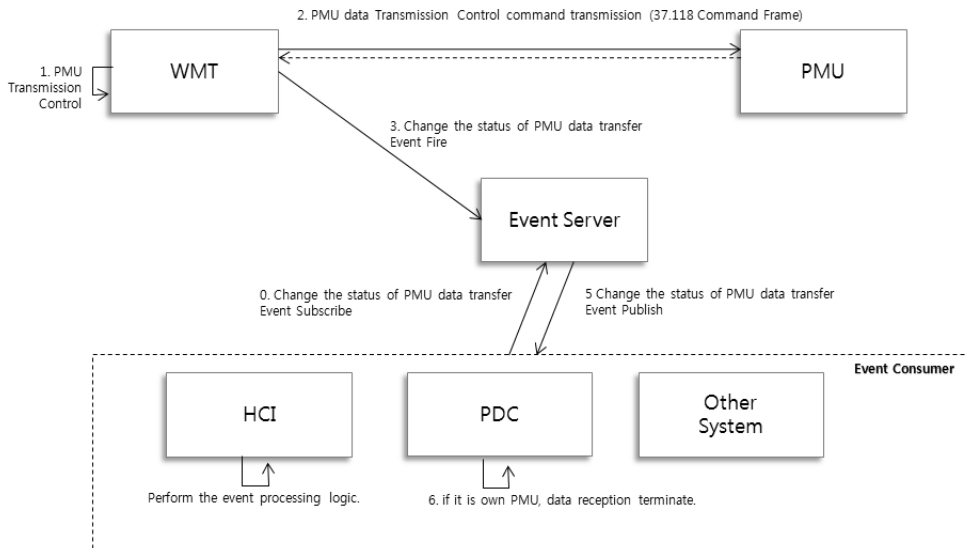 2. PMU data Transmission Control command transmission (37.118 Command Frame)
WMT
PMU
1. PMU
Transmission
Control
3. Change the status of PMU data transfer
Event Fire
Event Server
0. Change the status of PMU data transfer
Event Subscribe
5 Change the status of PMU data transfer
Event Publish
Event Consumer
HCI
PDC
Other
System
Perform the event processing logic.
6. if it is own PMU, data reception terminate.